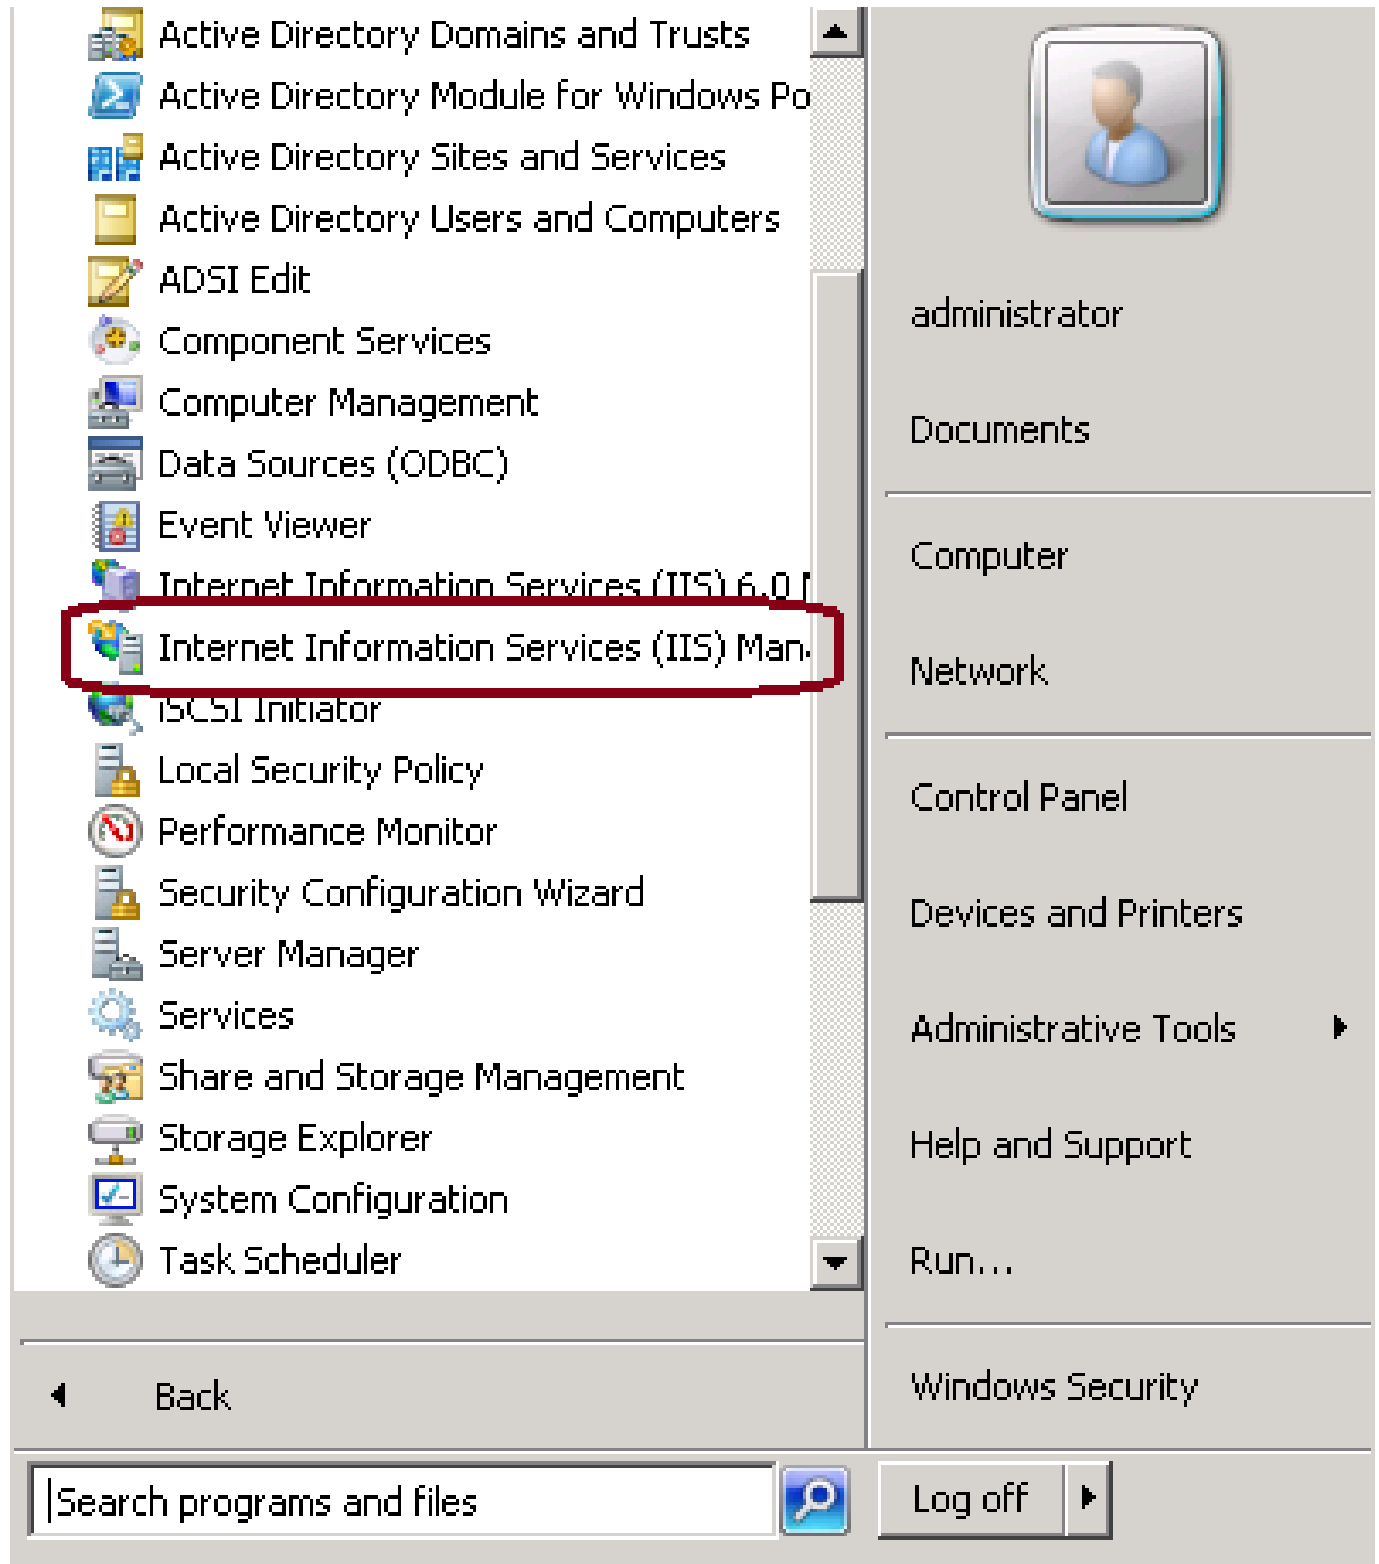 Active Directory Domains and Trusts
Active Directory Module for Windows Po
Active Directory Sites and Services
Active Directory Users and Computers
ADSI Edit
Component Services
Computer Management
Data Sources (ODBC)
Event Viewer
Internet Information Services (IIS) 6.0
Internet Information Services (IIS) Man
iSCSI Initiator
Local Security Policy
Performance Monitor
Security Configuration Wizard
Server Manager
Services
Share and Storage Management
Storage Explorer
System Configuration
Task Scheduler
Back
Search programs and files
administrator
Documents
Computer
Network
Control Panel
Devices and Printers
Administrative Tools
Help and Support
Run...
Windows Security
Log off